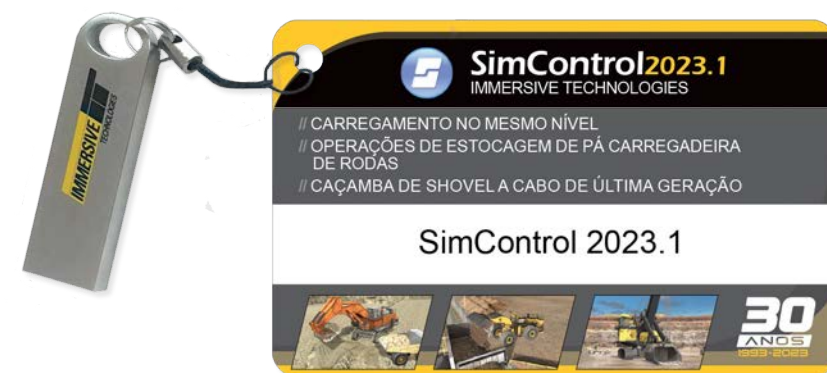 IMMERSIVE
TECHNOLOGIES
SimControl2023.1
IMMERSIVE TECHNOLOGIES
// CARREGAMENTO NO MESMO NÍVEL
// OPERAÇÕES DE ESTOCAGEM DE PÁ CARREGADEIRA
DE RODAS
// CAÇAMBA DE SHOVEL A CABO DE ÚLTIMA GERAÇÃO
SimControl 2023.1
30
ANOS
1993-2023